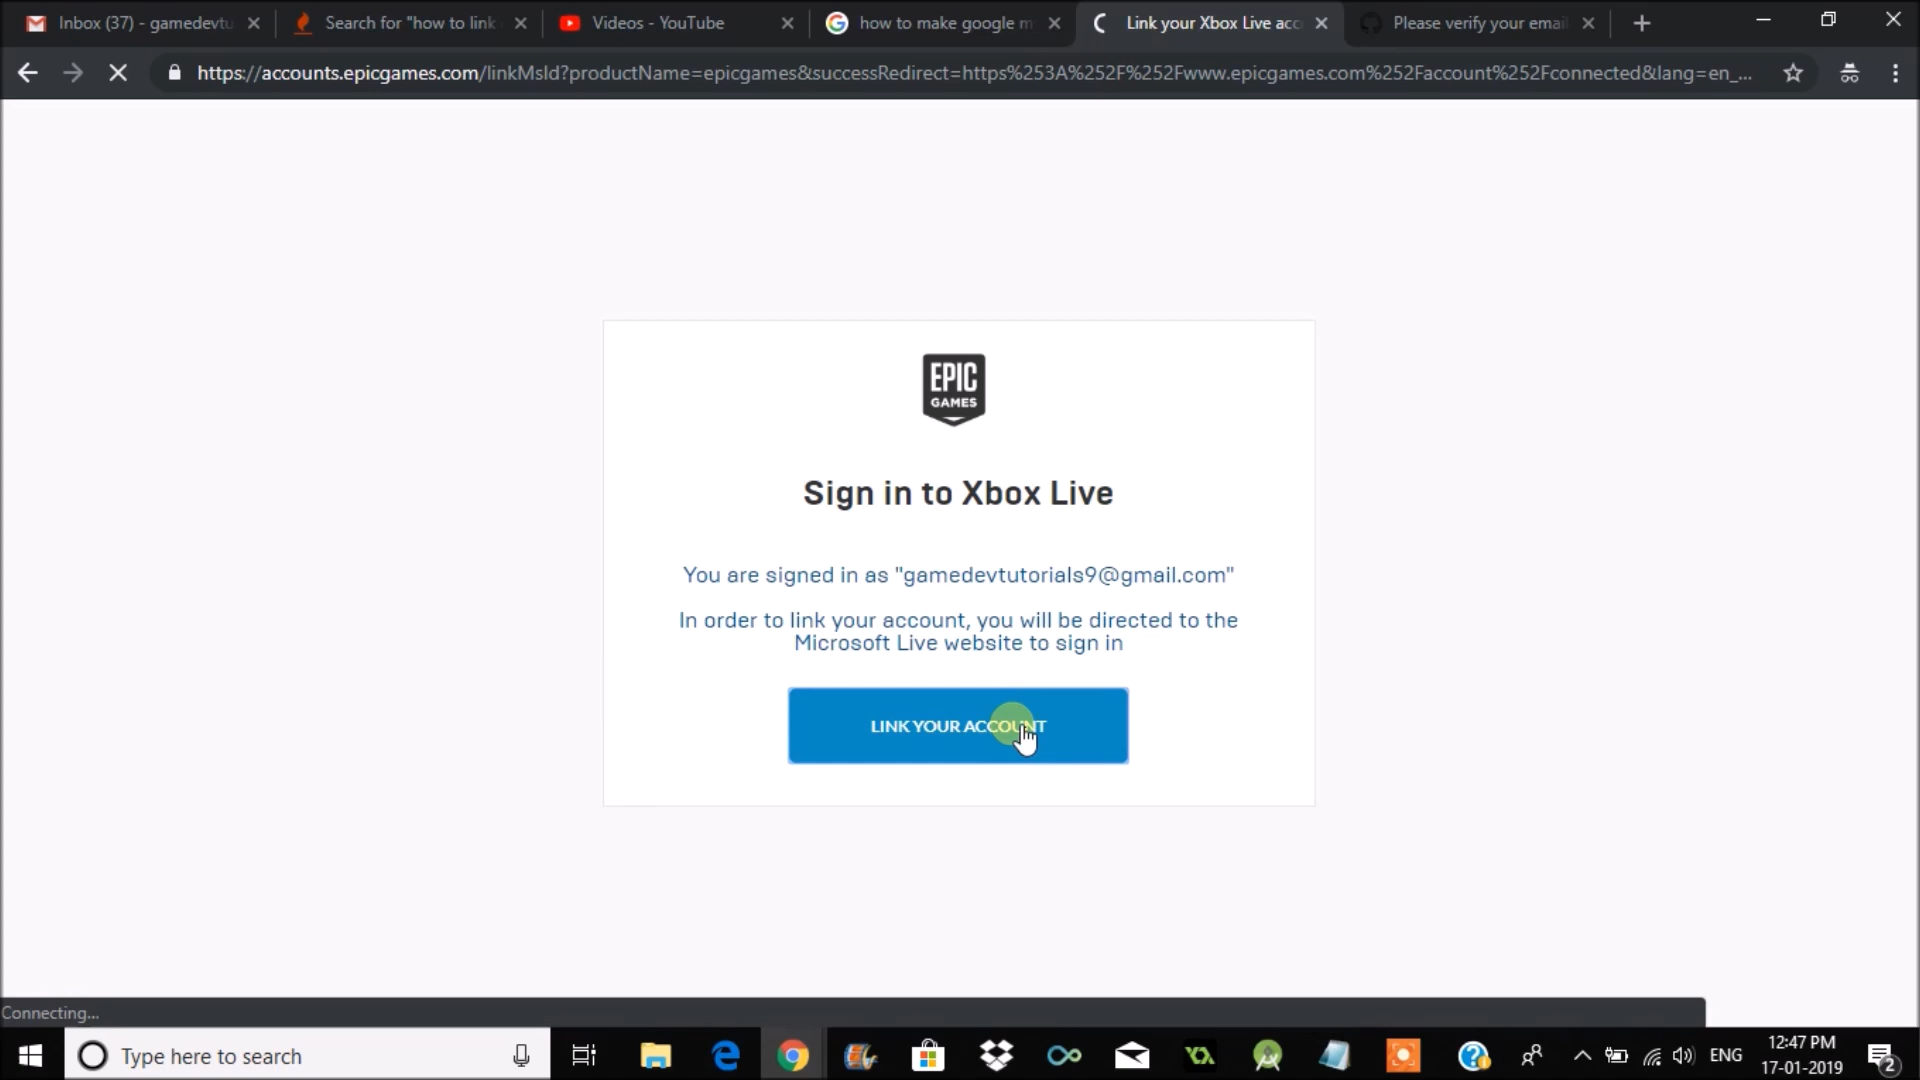 Inbox (37) - gamedevtu
Search for "how to link
Videos - YouTube
how to make google m
Link your Xbox Live acc
Please verify your email
https://accounts.epicgames.com/linkMsId?productName=epicgames&successRedirect=https%253A%252F%252Fwww.epicgames.com%252Faccount%252Fconnected&lang=en_...
EPIC
GAMES
Sign in to Xbox Live
You are signed in as "gamedevtutorials9@gmail.com"
In order to link your account, you will be directed to the
Microsoft Live website to sign in
LINK YOUR ACCOUNT
Connecting...
Type here to search
ENG
12:47 PM
17-01-2019
2